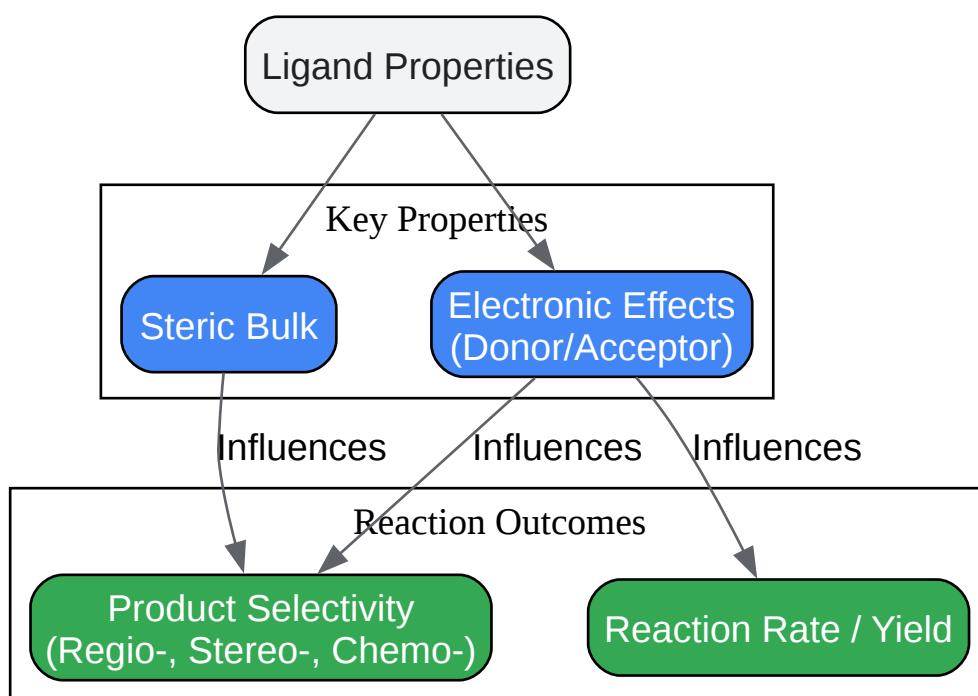 Ligand Properties
Key Properties
Steric Bulk
Electronic Effects
(Donor/Acceptor)
Influences
Influences
Influences
Reaction Outcomes
Product Selectivity
(Regio-, Stereo-, Chemo-)
Reaction Rate / Yield